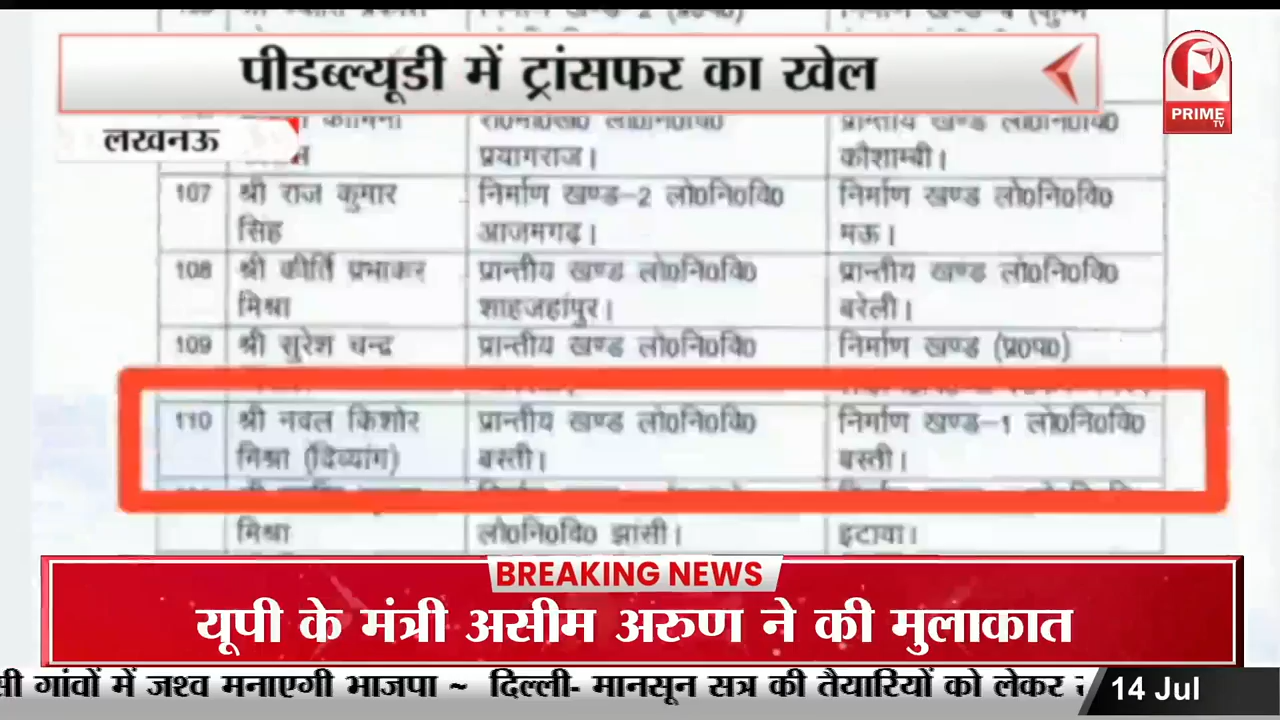 पीडब्ल्यूडी में ट्रांसफर का खेल
PRIME
TV
लखनऊ
प्रयागराज।
कौशाम्बी।
107 श्री राज कुमार निर्माण खण्ड-2 लो0नि0वि0 निर्माण खण्ड लो0नि0वि0
सिंह आजमगढ़। मऊ।
108 श्री कीर्ति प्रभाकर प्रान्तीय खण्ड लो0नि0वि0 प्रान्तीय खण्ड लो0नि0वि0
मिश्रा शाहजहांपुर। बरेली।
109 श्री सुरेश चन्द्र प्रान्तीय खण्ड लो0नि0वि0 निर्माण खण्ड (प्र0प0)
110 श्री नवल किशोर प्रान्तीय खण्ड लो0नि0वि0 निर्माण खण्ड-1 लो0नि0वि0
मिश्रा (दिव्यांग) बस्ती। बस्ती।
मिश्रा लो0नि0वि0 झांसी। इटावा।
BREAKING NEWS
यूपी के मंत्री असीम अरुण ने की मुलाकात
गांवों में जश्व मनाएगी भाजपा ~ दिल्ली- मानसून सत्र की तैयारियों को लेकर
14 Jul